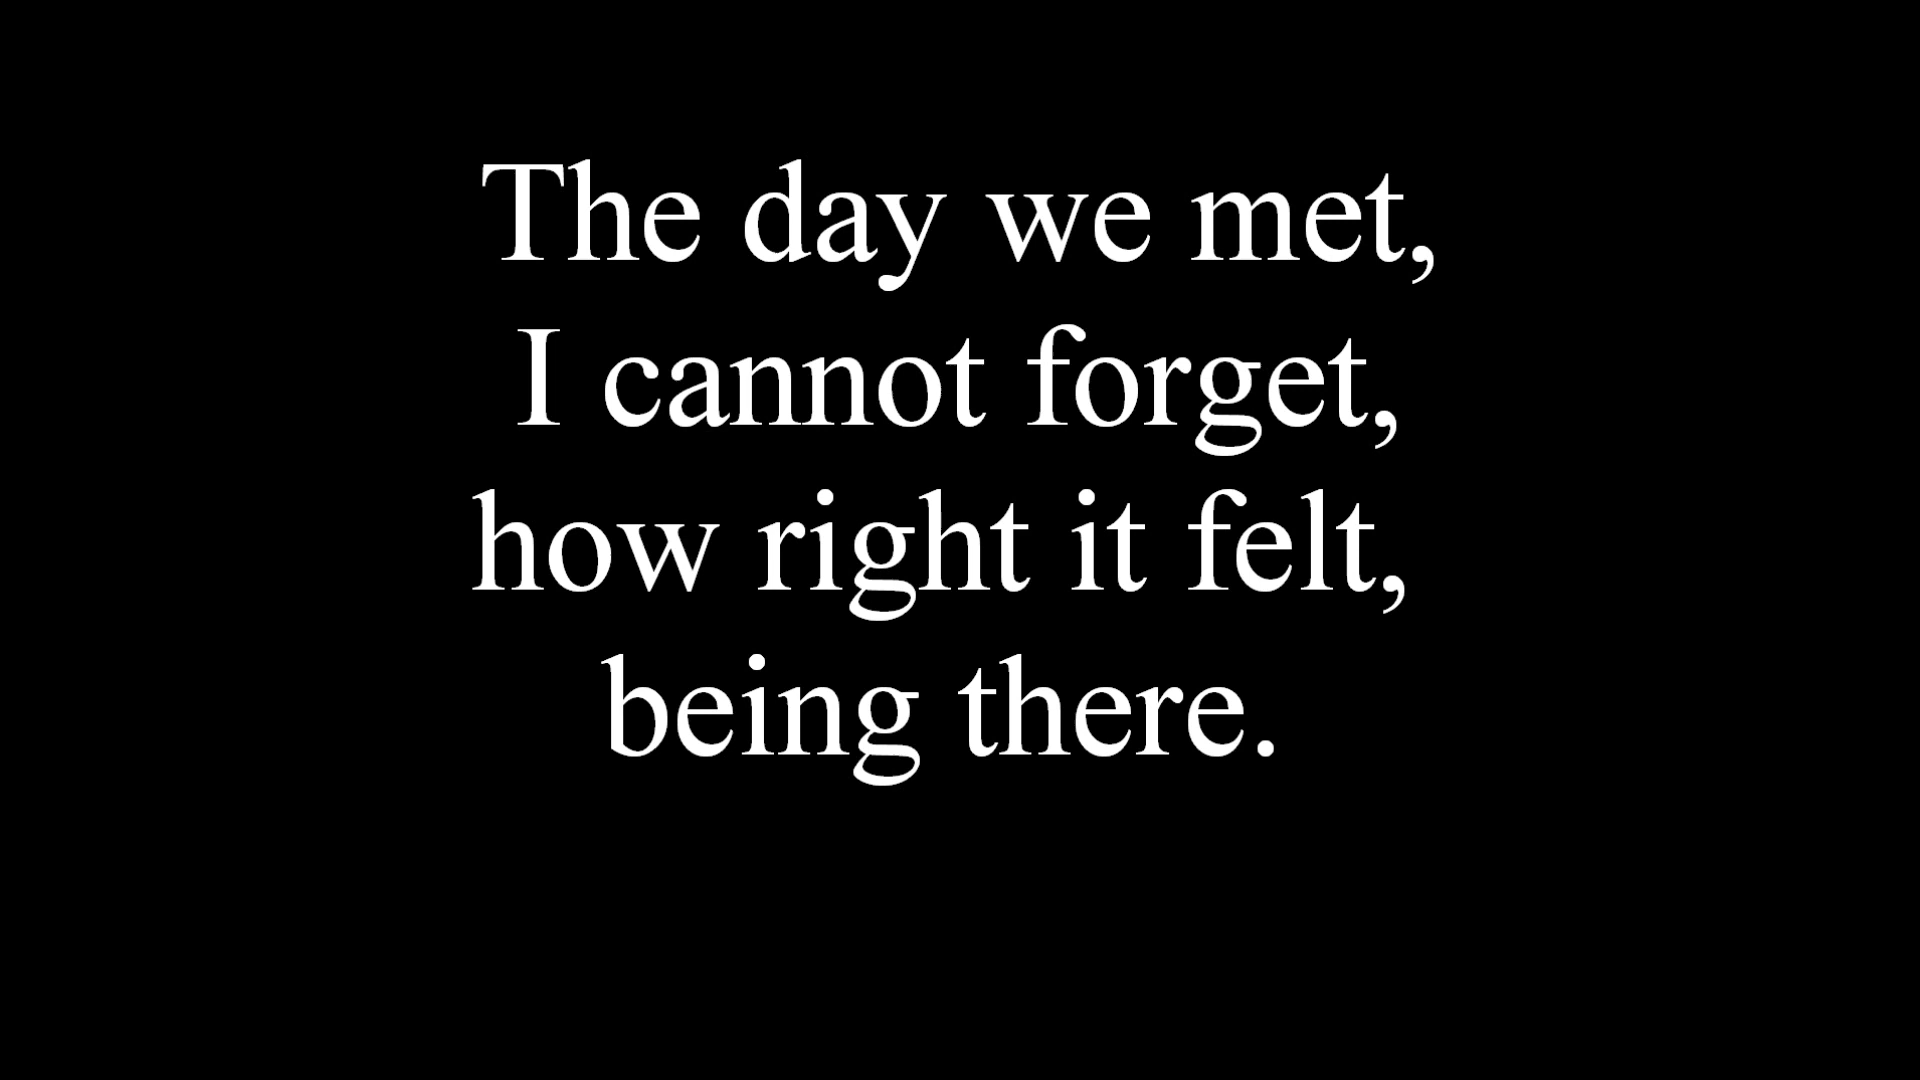 The day we met,
I cannot forget,
how right it felt,
being there.